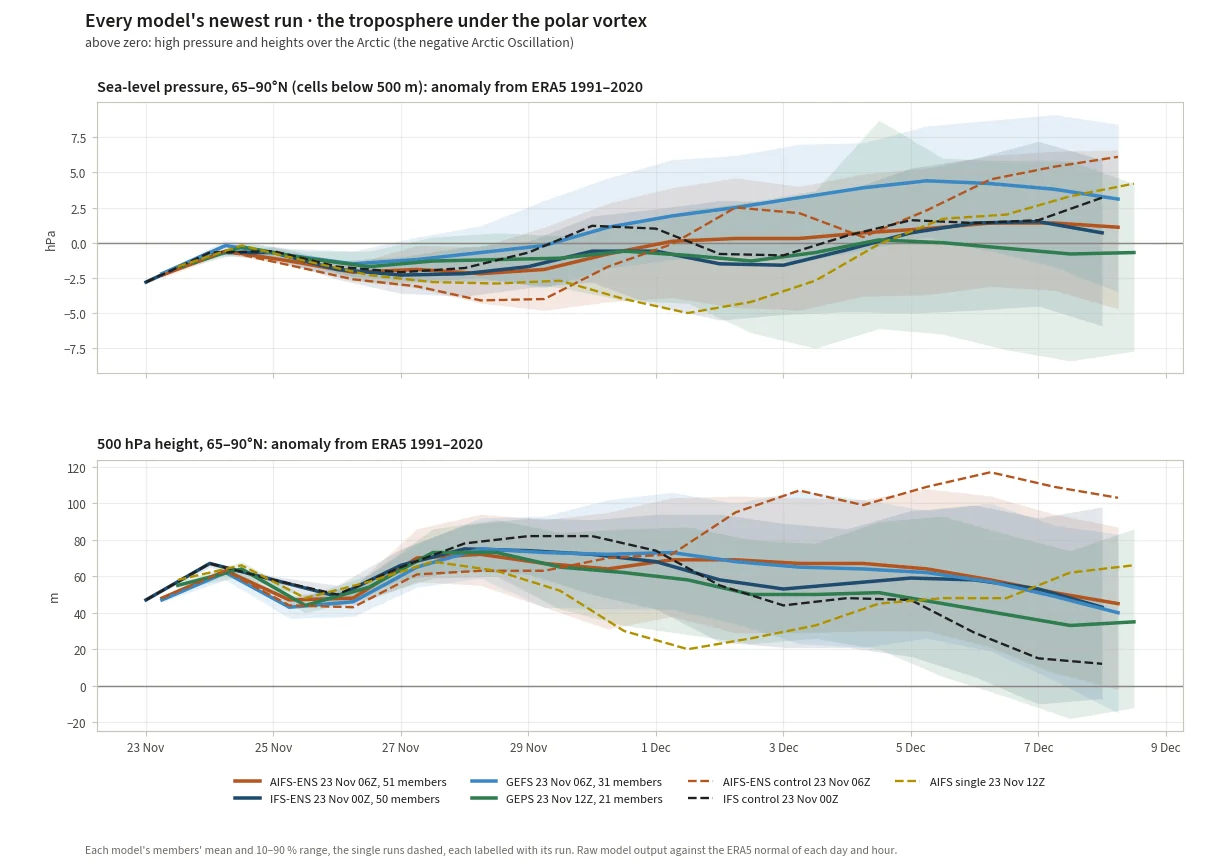 Every model's newest run · the troposphere under the polar vortex
above zero: high pressure and heights over the Arctic (the negative Arctic Oscillation)
Sea-level pressure, 65–90°N (cells below 500 m): anomaly from ERA5 1991–2020
hPa
7.5
5.0
2.5
0.0
−2.5
−5.0
−7.5
500 hPa height, 65–90°N: anomaly from ERA5 1991–2020
m
120
100
80
60
40
20
0
−20
23 Nov 25 Nov 27 Nov 29 Nov 1 Dec 3 Dec 5 Dec 7 Dec 9 Dec
AIFS-ENS 23 Nov 06Z, 51 members GEFS 23 Nov 06Z, 31 members AIFS-ENS control 23 Nov 06Z AIFS single 23 Nov 12Z
IFS-ENS 23 Nov 00Z, 50 members GEPS 23 Nov 12Z, 21 members IFS control 23 Nov 00Z
Each model's members' mean and 10–90 % range, the single runs dashed, each labelled with its run. Raw model output against the ERA5 normal of each day and hour.